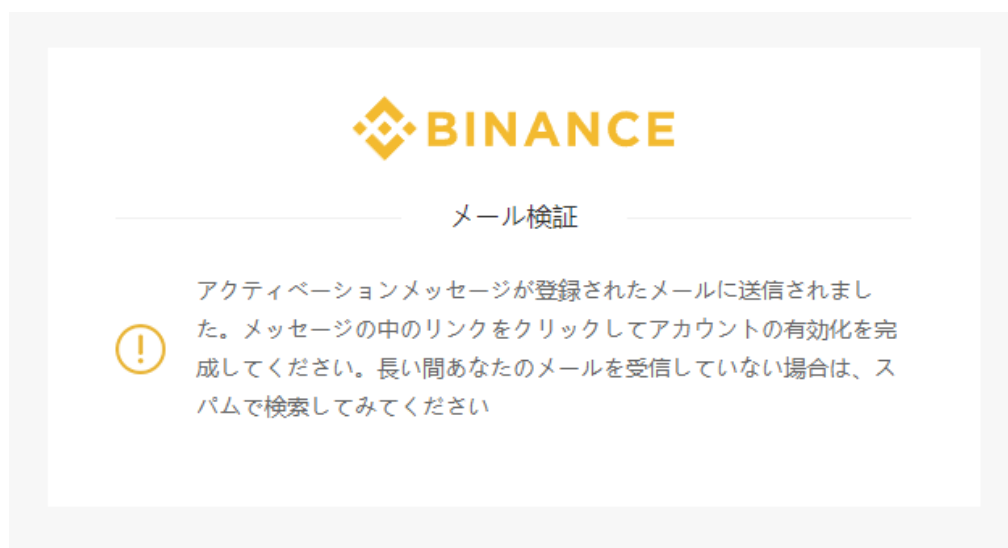 BINANCE
メール検証
アクティベーションメッセージが登録されたメールに送信されまし
た。メッセージの中のリンクをクリックしてアカウントの有効化を完
成してください。長い間あなたのメールを受信していない場合は、ス
パムで検索してみてください